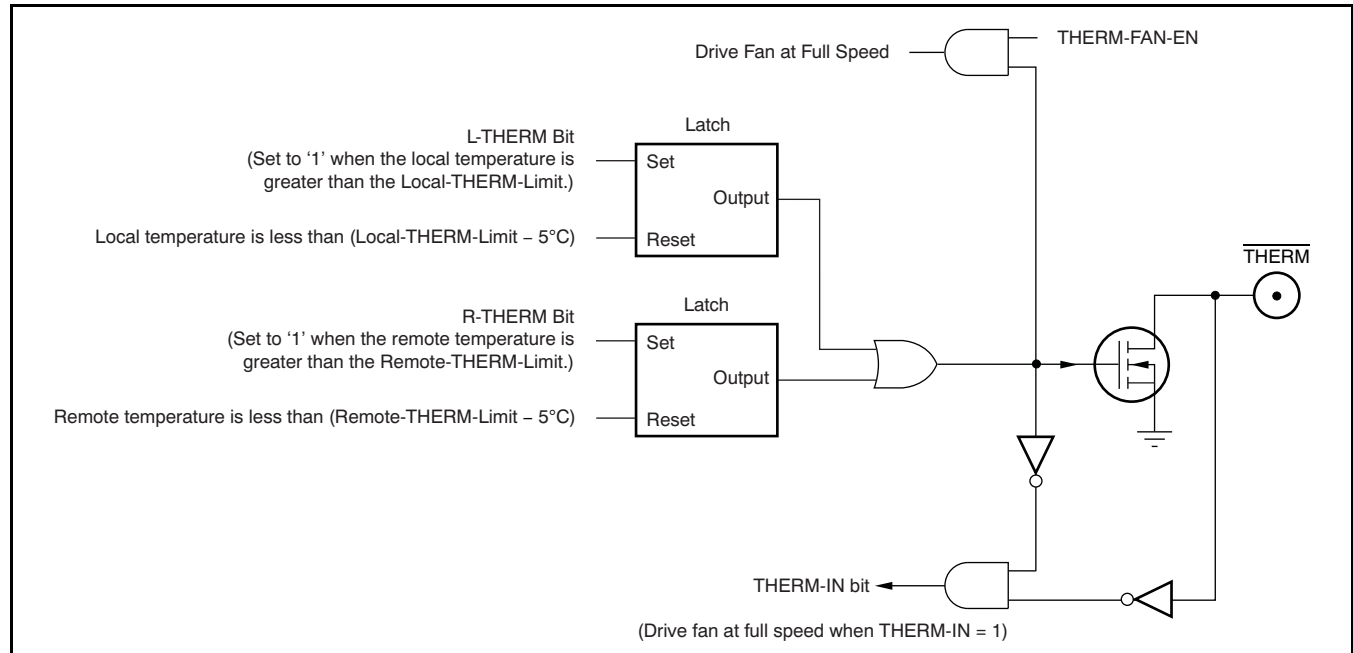 THERM-FAN-EN
Drive Fan at Full Speed
Latch
L-THERM Bit
(Set to ‘1’ when the local temperature is
greater than the Local-THERM-Limit.)
Set
Output
Local temperature is less than (Local-THERM-Limit – 5°C)
Reset
THERM
Latch
R-THERM Bit
(Set to ‘1’ when the remote temperature is
greater than the Remote-THERM-Limit.)
Set
Output
Remote temperature is less than (Remote-THERM-Limit – 5°C)
Reset
THERM-IN bit
(Drive fan at full speed when THERM-IN = 1)